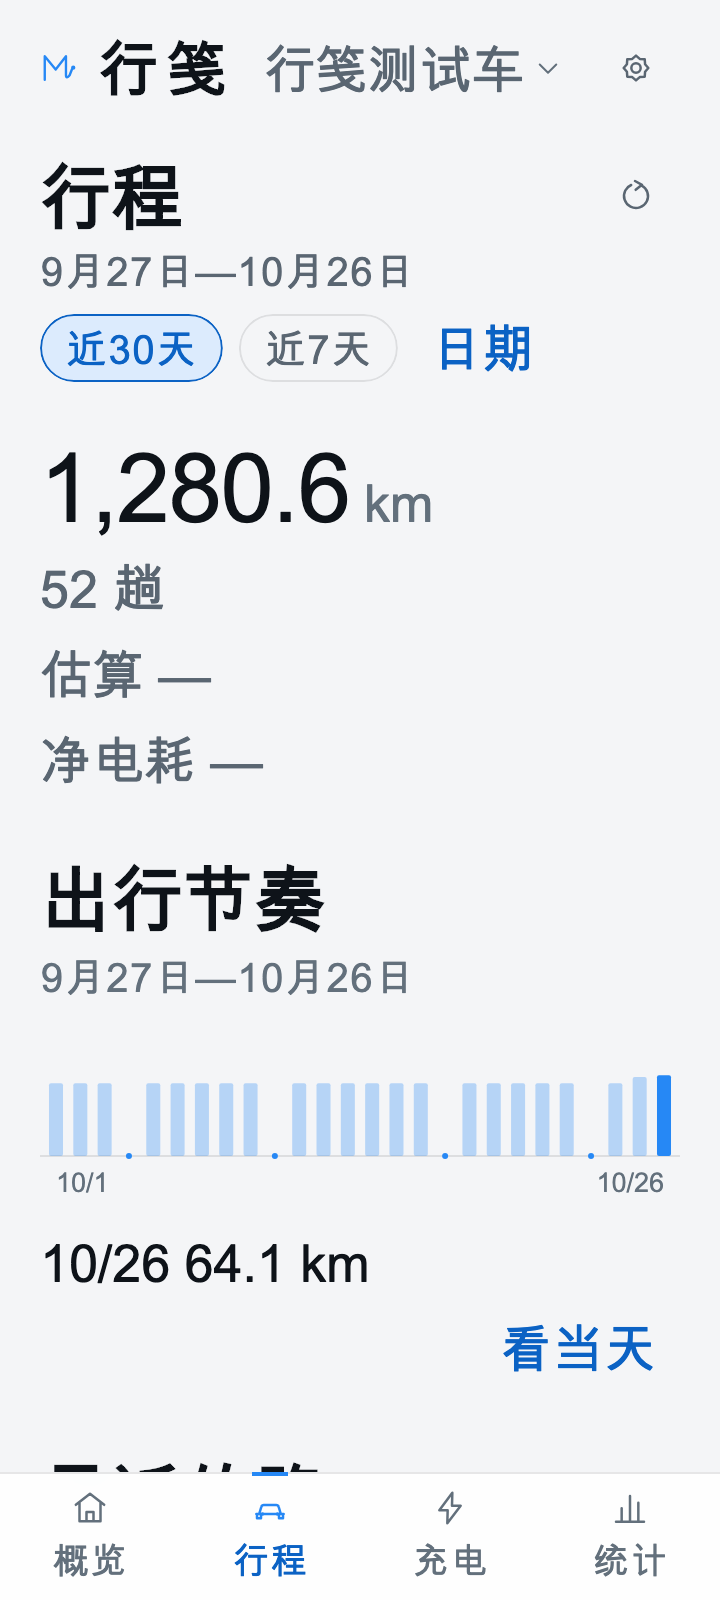 行笺 行笺测试车
行程
9月27日—10月26日
近30天 近7天 日期
1,280.6 km
52 趟
估算 —
净电耗 —
出行节奏
9月27日—10月26日
10/1 10/26
10/26 64.1 km
看当天
概览 行程 充电 统计